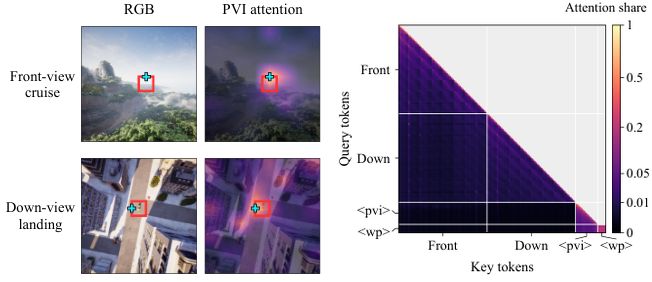 RGB
PVI attention
Front-view
cruise
Down-view
landing
Attention share
1
0.5
0.2
0.05
0.01
0
Query tokens
Front
Down
<pvi>
<wp>
Front
Down
<pvi>
<wp>
Key tokens